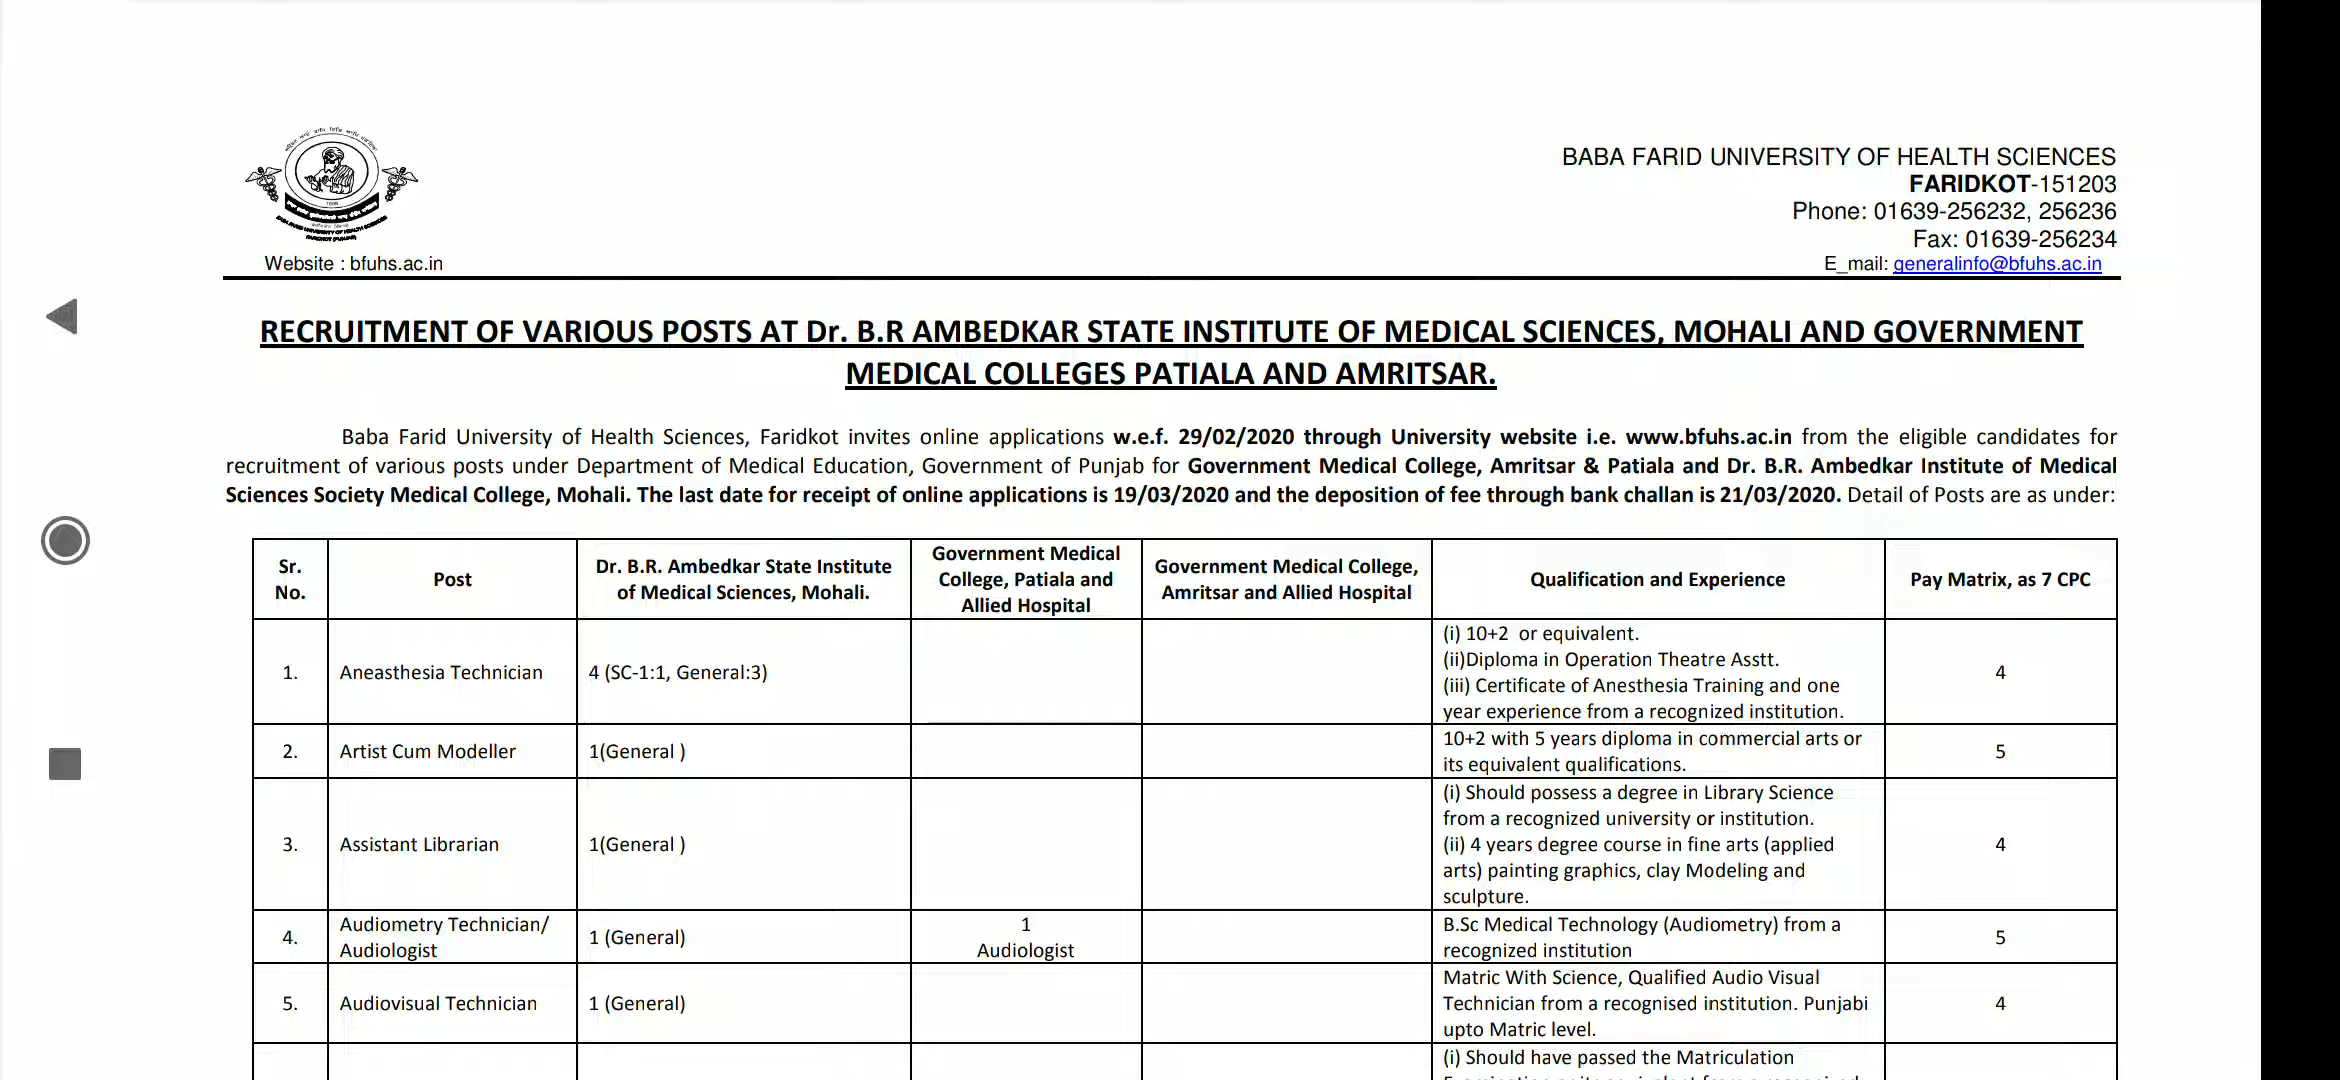 BABA FARID UNIVERSITY OF HEALTH SCIENCES
FARIDKOT-151203
Phone: 01639-256232, 256236
Fax: 01639-256234
Website : bfuhs.ac.in
E_mail: generalinfo@bfuhs.ac.in
RECRUITMENT OF VARIOUS POSTS AT Dr. B.R AMBEDKAR STATE INSTITUTE OF MEDICAL SCIENCES, MOHALI AND GOVERNMENT
MEDICAL COLLEGES PATIALA AND AMRITSAR.
Baba Farid University of Health Sciences, Faridkot invites online applications w.e.f. 29/02/2020 through University website i.e. www.bfuhs.ac.in from the eligible candidates for
recruitment of various posts under Department of Medical Education, Government of Punjab for Government Medical College, Amritsar & Patiala and Dr. B.R. Ambedkar Institute of Medical
Sciences Society Medical College, Mohali. The last date for receipt of online applications is 19/03/2020 and the deposition of fee through bank challan is 21/03/2020. Detail of Posts are as under:
Sr.
No.
Post
Dr. B.R. Ambedkar State Institute
of Medical Sciences, Mohali.
Government Medical
College, Patiala and
Allied Hospital
Government Medical College,
Amritsar and Allied Hospital
Qualification and Experience
Pay Matrix, as 7 CPC
1.
Aneasthesia Technician
4 (SC-1:1, General:3)
(i) 10+2 or equivalent.
(ii)Diploma in Operation Theatre Asstt.
(iii) Certificate of Anesthesia Training and one
year experience from a recognized institution.
4
2.
Artist Cum Modeller
1(General )
10+2 with 5 years diploma in commercial arts or
its equivalent qualifications.
5
3.
Assistant Librarian
1(General )
(i) Should possess a degree in Library Science
from a recognized university or institution.
(ii) 4 years degree course in fine arts (applied
arts) painting graphics, clay Modeling and
sculpture.
4
4.
Audiometry Technician/
Audiologist
1 (General)
1
Audiologist
B.Sc Medical Technology (Audiometry) from a
recognized institution
5
5.
Audiovisual Technician
1 (General)
Matric With Science, Qualified Audio Visual
Technician from a recognised institution. Punjabi
upto Matric level.
4
(i) Should have passed the Matriculation